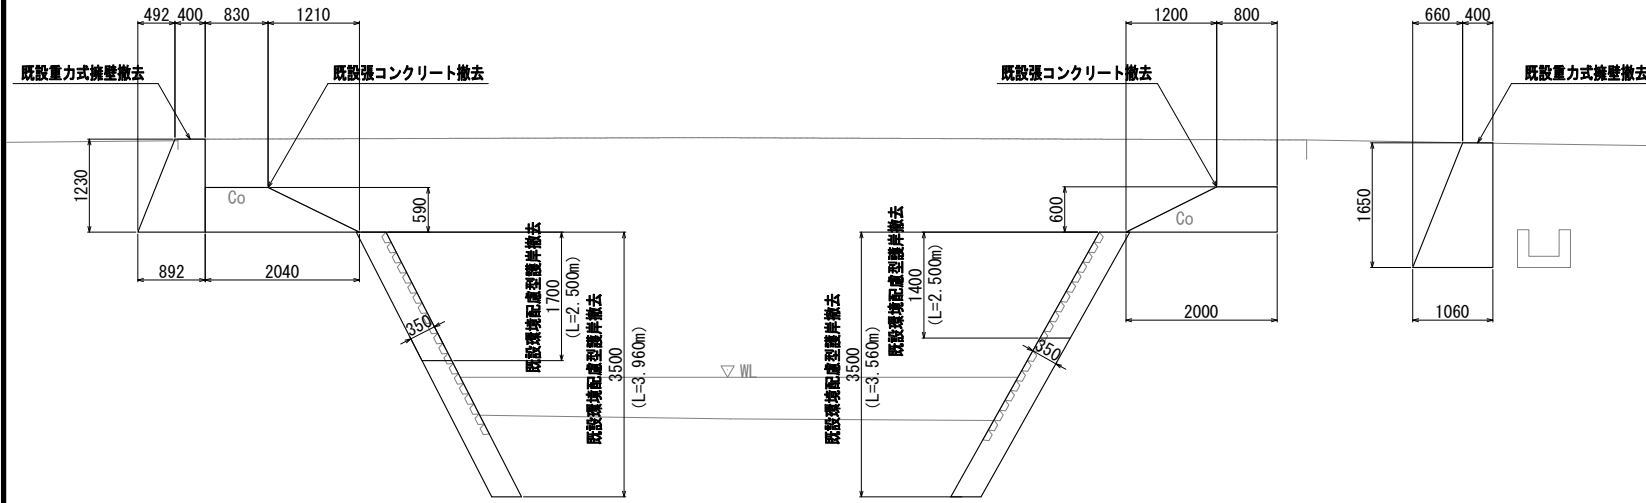 492 400 830 1210
1200 800
660 400
既設重力式擁壁撤去
既設張コンクリート撤去
既設張コンクリート撤去
既設重力式擁壁撤去
1230
Co
590
892
2040
既設環境配慮型護岸撤去
1700
(L=2.500m)
350
既設環境配慮型護岸撤去
3500
(L=3.960m)
WL
既設環境配慮型護岸撤去
3500
(L=3.560m)
既設環境配慮型護岸撤去
1400
(L=2.500m)
350
600
Co
2000
1650
1060